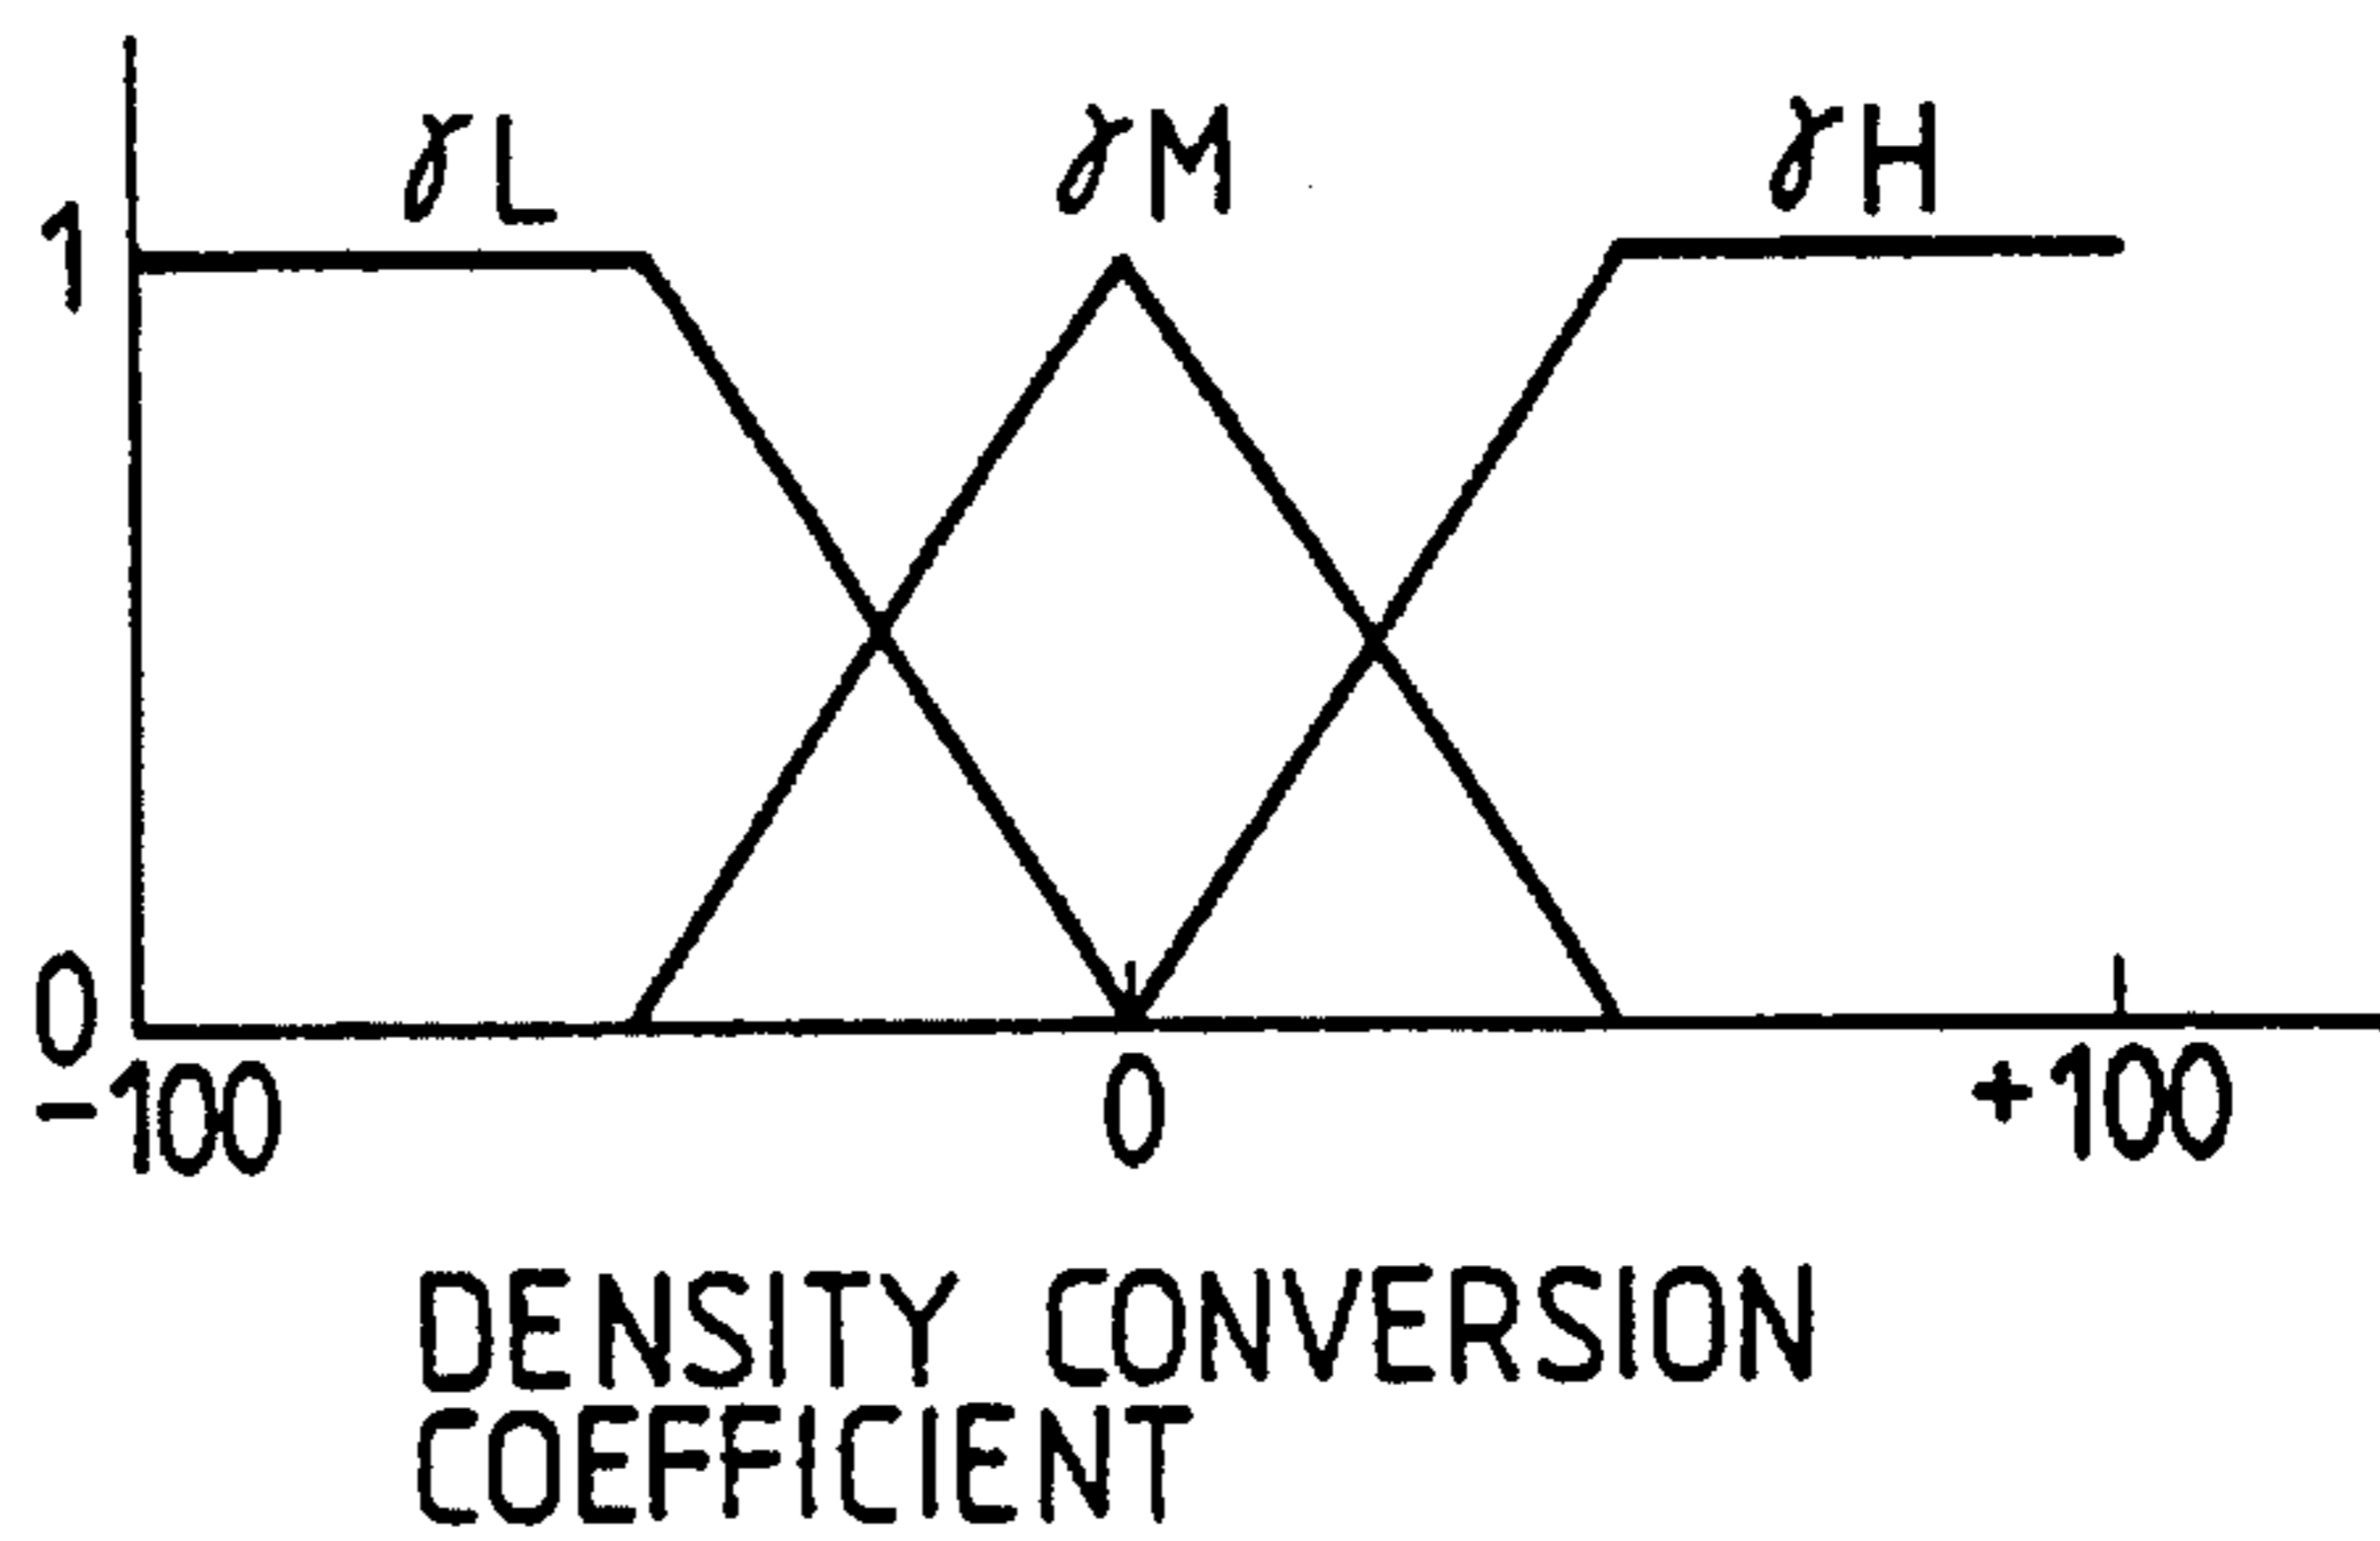 γL γM γH
1
0
-100 0 +100
DENSITY CONVERSION
COEFFICIENT